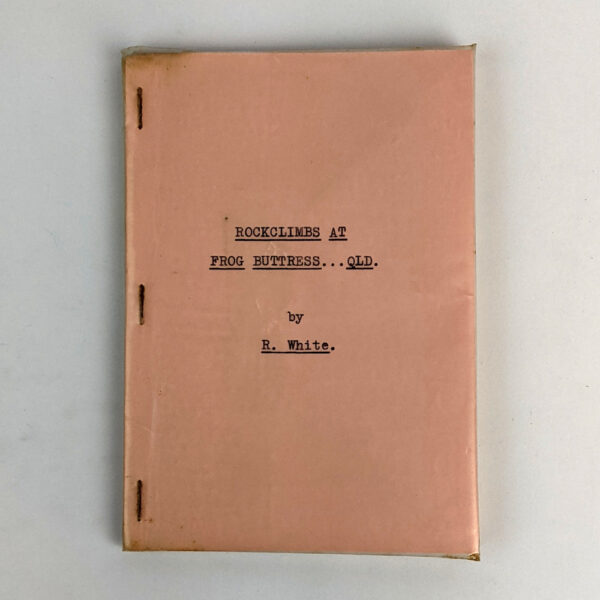 ROCKCLIMBS AT
FROG BUTTRESS...QLD.
by
R. White.